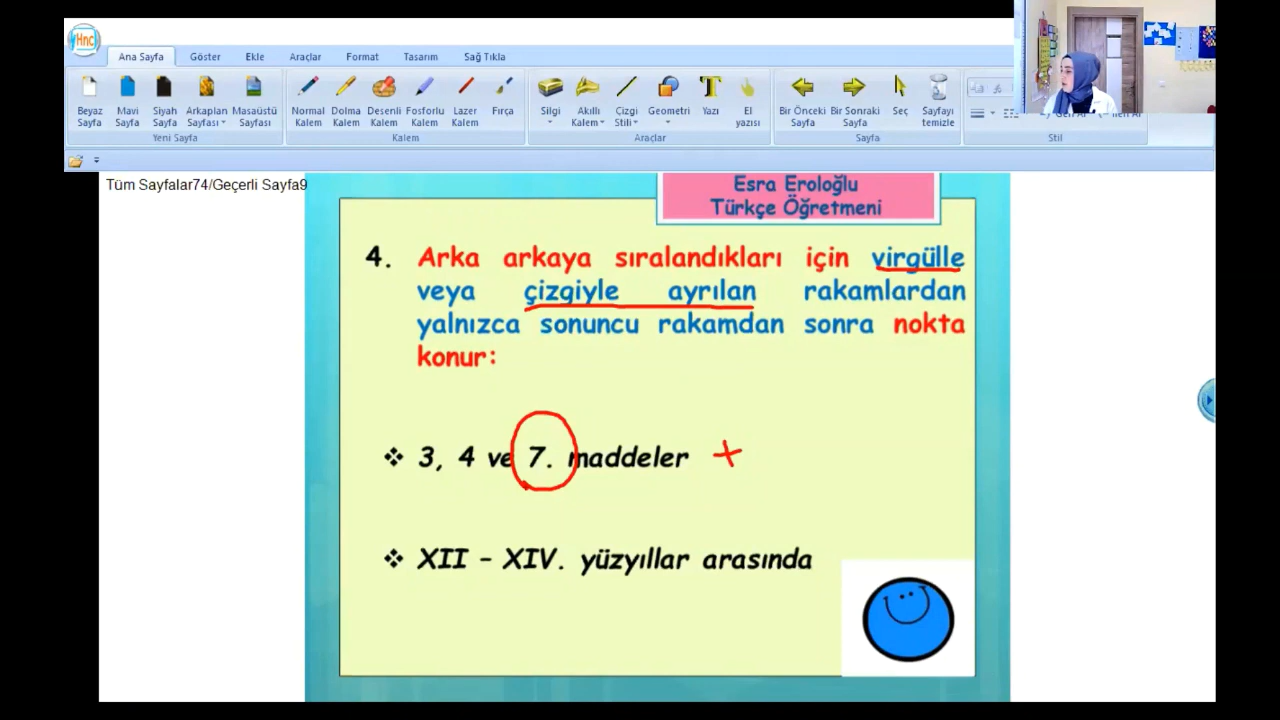 Hnc
Ana Sayfa Göster Ekle Araçlar Format Tasarım Sağ Tıkla
Beyaz Sayfa Mavi Sayfa Siyah Sayfa Arkaplan Sayfası Masaüstü Sayfası Normal Kalem Dolma Kalem Desenli Kalem Fosforlu Kalem Lazer Kalem Fırça Silgi Akıllı Kalem Çizgi Stili Geometri Yazı El yazısı Bir Önceki Sayfa Bir Sonraki Sayfa Seç Sayfayı temizle
Yeni Sayfa Kalem Araçlar Sayfa Stil
Tüm Sayfalar74/Geçerli Sayfa9
Esra Eroloğlu
Türkçe Öğretmeni
4. Arka arkaya sıralandıkları için virgülle
veya çizgiyle ayrılan rakamlardan
yalnızca sonuncu rakamdan sonra nokta
konur:
❖ 3, 4 ve 7. maddeler +
❖ XII – XIV. yüzyıllar arasında